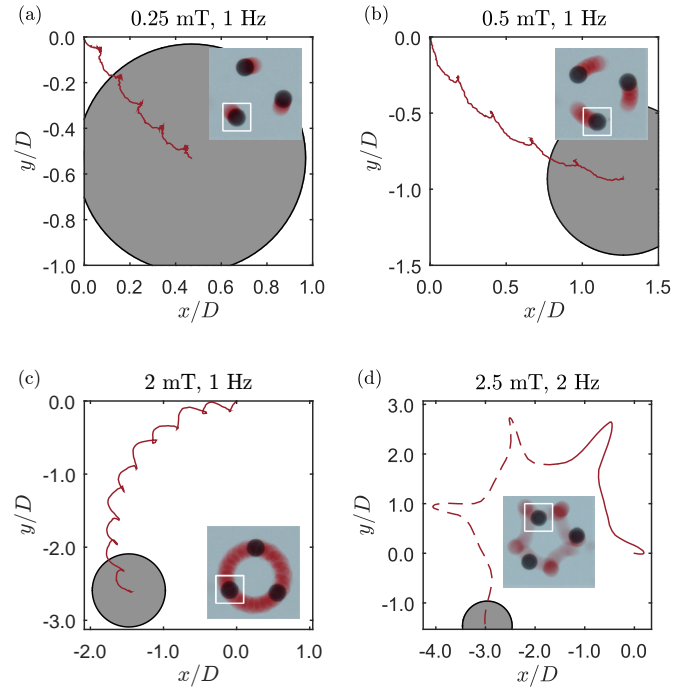 (a) 0.25 mT, 1 Hz
0.0
-0.2
-0.4
-0.6
-0.8
-1.0
y/D
0.0 0.2 0.4 0.6 0.8 1.0
x/D
(b) 0.5 mT, 1 Hz
0.0
-0.5
-1.0
-1.5
y/D
0.0 0.5 1.0 1.5
x/D
(c) 2 mT, 1 Hz
0.0
-1.0
-2.0
-3.0
y/D
-2.0 -1.0 0.0 1.0
x/D
(d) 2.5 mT, 2 Hz
3.0
2.0
1.0
0.0
-1.0
y/D
-4.0 -3.0 -2.0 -1.0 0.0
x/D